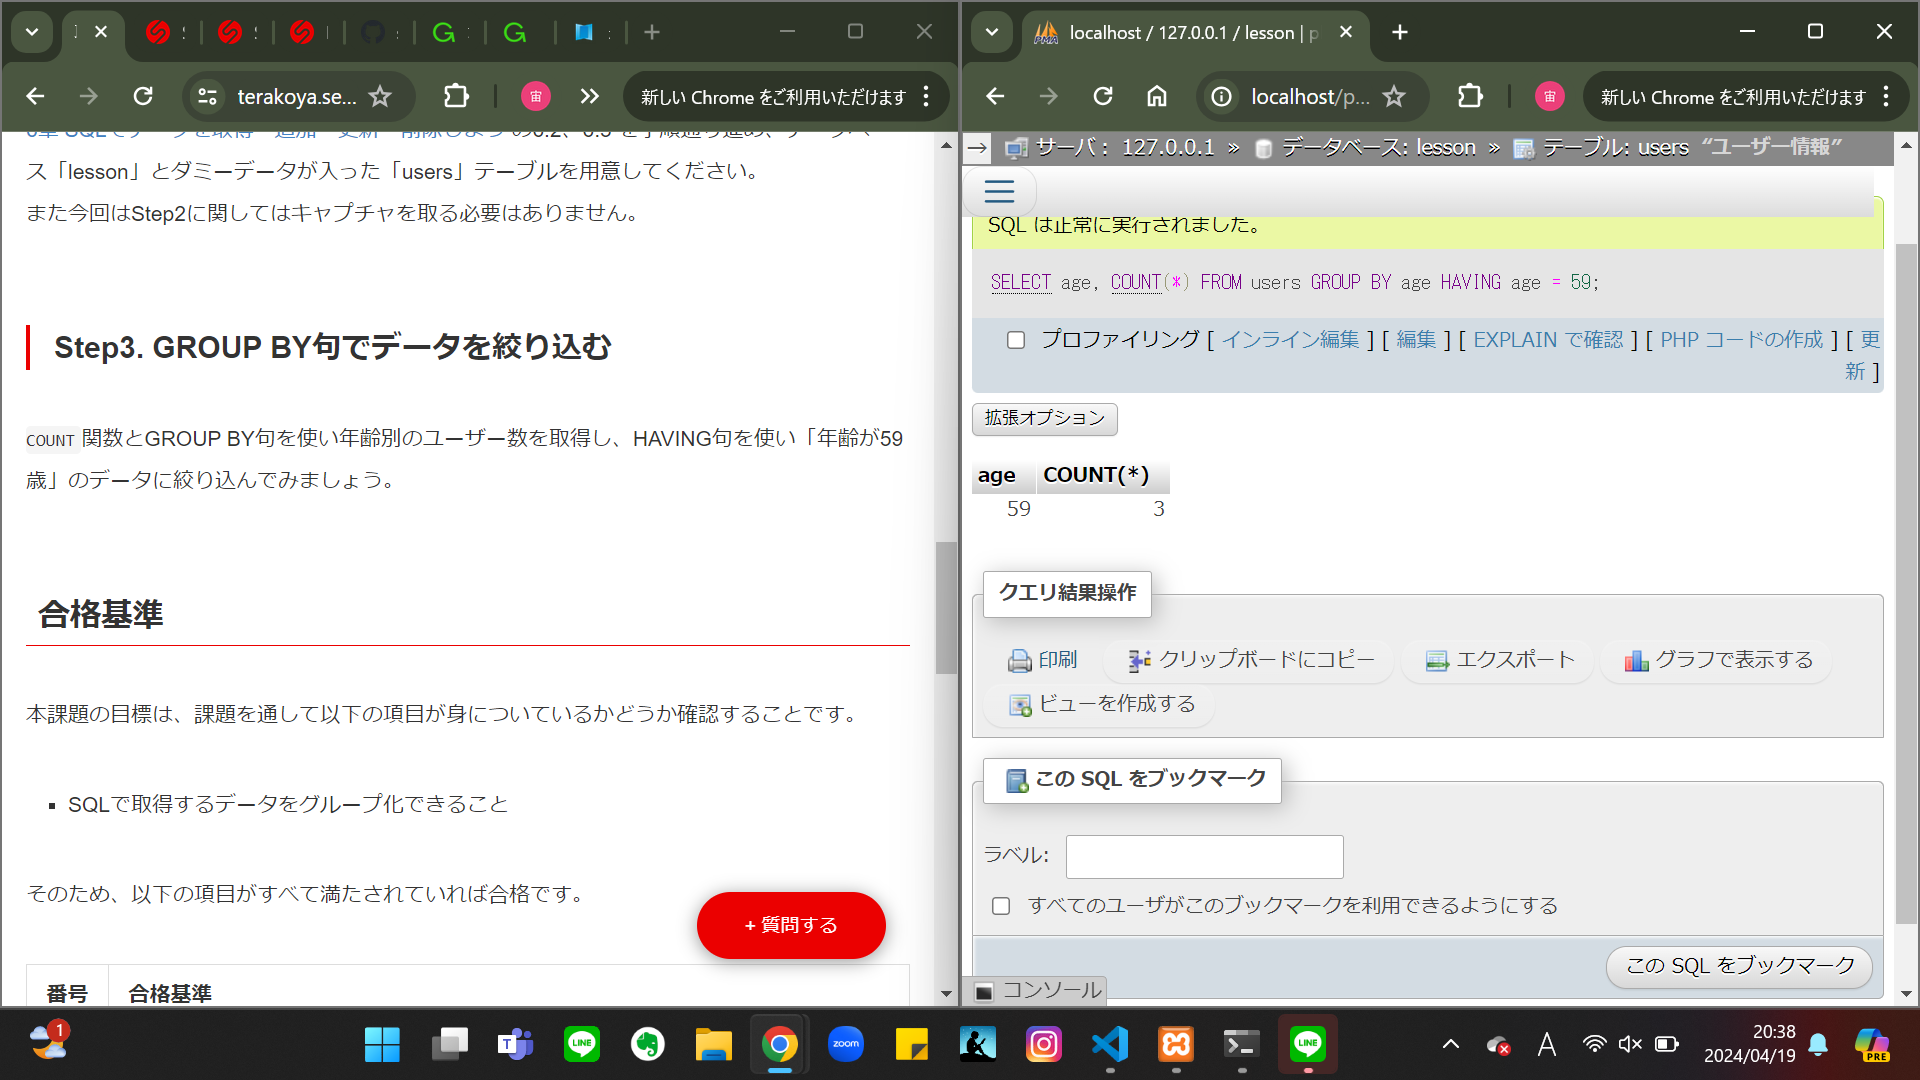 terakoya.se...
新しい Chrome をご利用いただけます
ス「lesson」とダミーデータが入った「users」テーブルを用意してください。
また今回はStep2に関してはキャプチャを取る必要はありません。
Step3. GROUP BY句でデータを絞り込む
COUNT 関数とGROUP BY句を使い年齢別のユーザー数を取得し、HAVING句を使い「年齢が59
歳」のデータに絞り込んでみましょう。
合格基準
本課題の目標は、課題を通して以下の項目が身についているかどうか確認することです。
▪ SQLで取得するデータをグループ化できること
そのため、以下の項目がすべて満たされていれば合格です。
+ 質問する
番号 合格基準
localhost / 127.0.0.1 / lesson | p
localhost/p...
宙
新しい Chrome をご利用いただけます
サーバ: 127.0.0.1 » データベース: lesson » テーブル: users “ユーザー情報”
SQL は正常に実行されました。
SELECT age, COUNT(*) FROM users GROUP BY age HAVING age = 59;
プロファイリング [ インライン編集 ] [ 編集 ] [ EXPLAIN で確認 ] [ PHP コードの作成 ] [ 更
新 ]
拡張オプション
age COUNT(*)
59 3
クエリ結果操作
印刷 クリップボードにコピー エクスポート グラフで表示する
ビューを作成する
この SQL をブックマーク
ラベル:
すべてのユーザがこのブックマークを利用できるようにする
この SQL をブックマーク
コンソール
1
LINE
zoom
LINE
A
20:38
2024/04/19
PRE